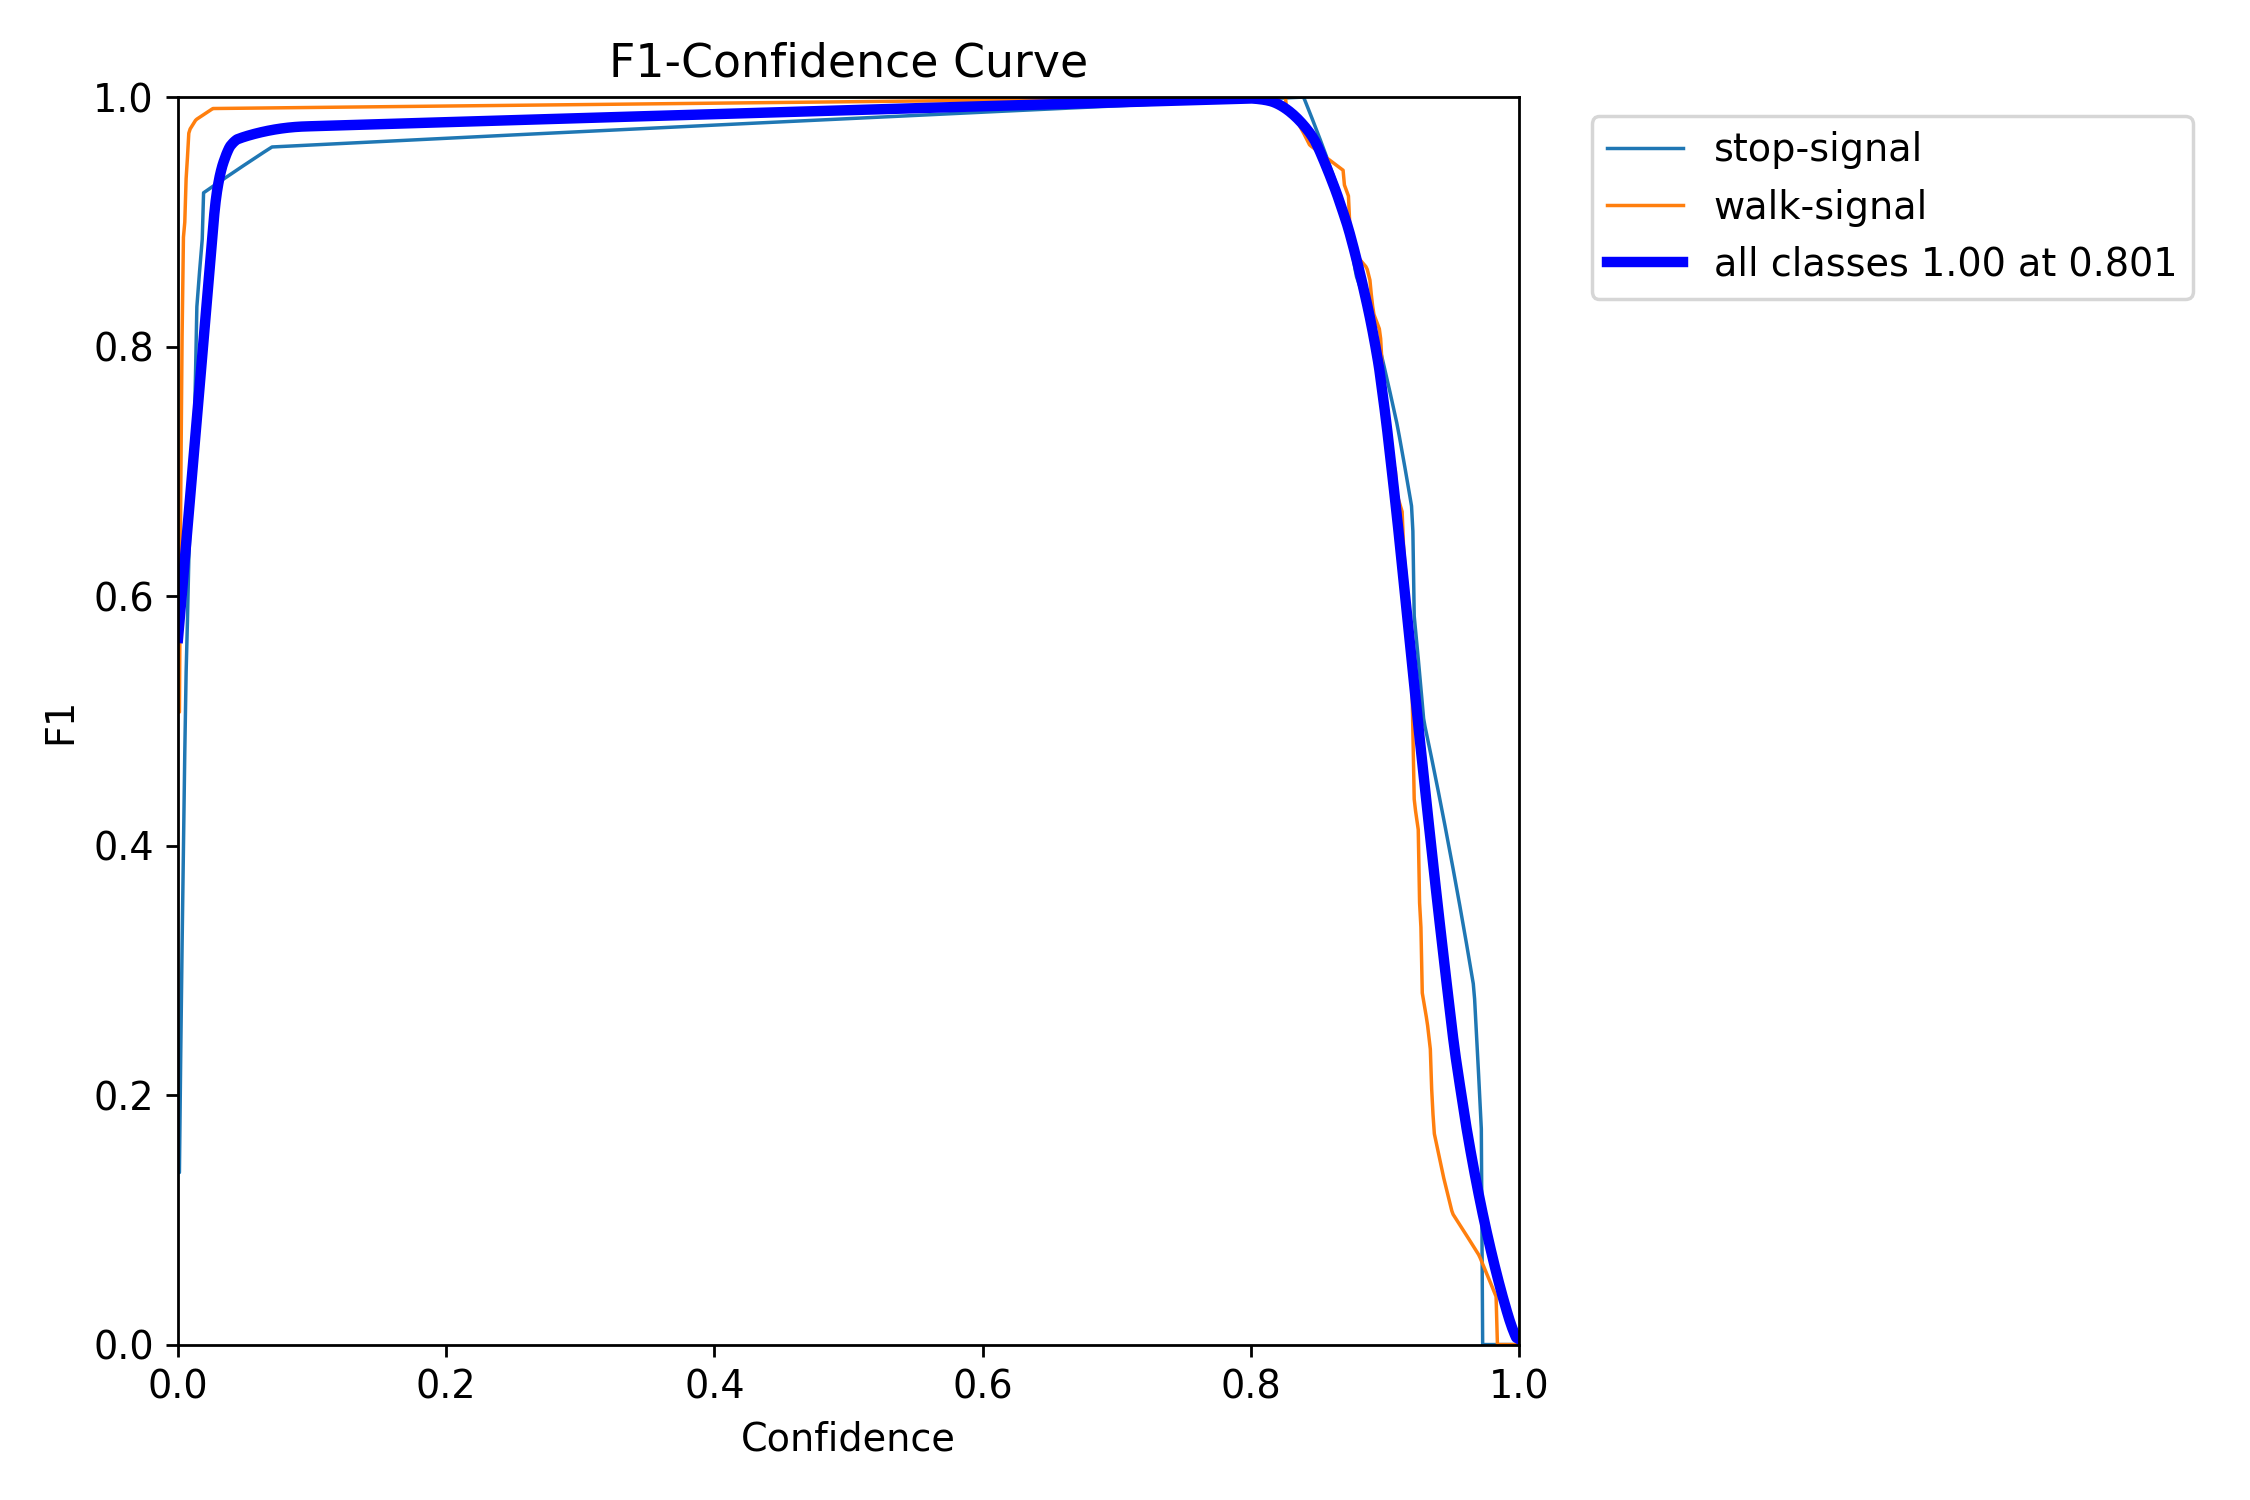 F1-Confidence Curve
1.0
0.8
0.6
0.4
0.2
0.0
F1
0.0 0.2 0.4 0.6 0.8 1.0
Confidence
stop-signal
walk-signal
all classes 1.00 at 0.801